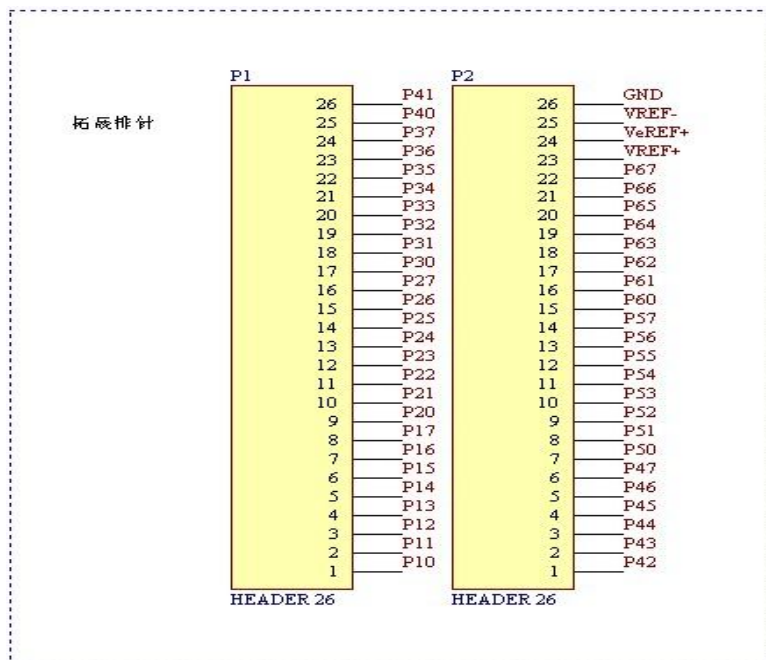 拓展排针
P1
26 P41
25 P40
24 P37
23 P36
22 P35
21 P34
20 P33
19 P32
18 P31
17 P30
16 P27
15 P26
14 P25
13 P24
12 P23
11 P22
10 P21
9 P20
8 P17
7 P16
6 P15
5 P14
4 P13
3 P12
2 P11
1 P10
HEADER 26
P2
26 GND
25 VREF-
24 VeREF+
23 VREF+
22 P67
21 P66
20 P65
19 P64
18 P63
17 P62
16 P61
15 P60
14 P57
13 P56
12 P55
11 P54
10 P53
9 P52
8 P51
7 P50
6 P47
5 P46
4 P45
3 P44
2 P43
1 P42
HEADER 26